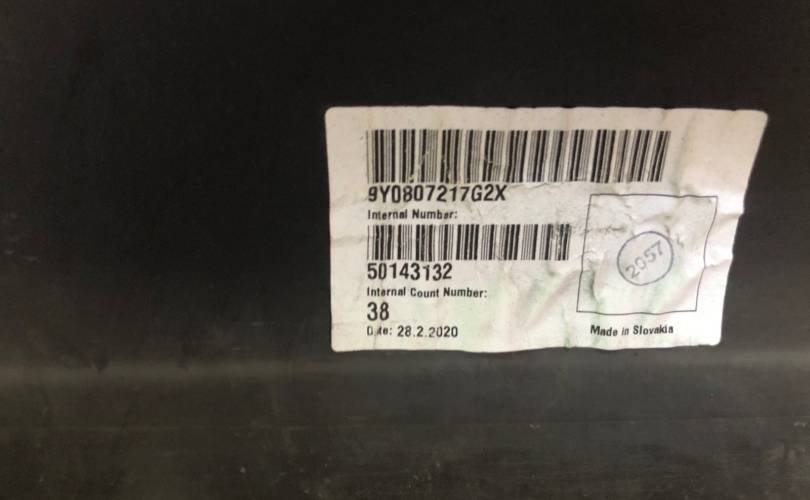 9Y0807217G2X
Internal Number:
50143132
Internal Count Number:
38
Date: 28.2.2020
2057
Made in Slovakia